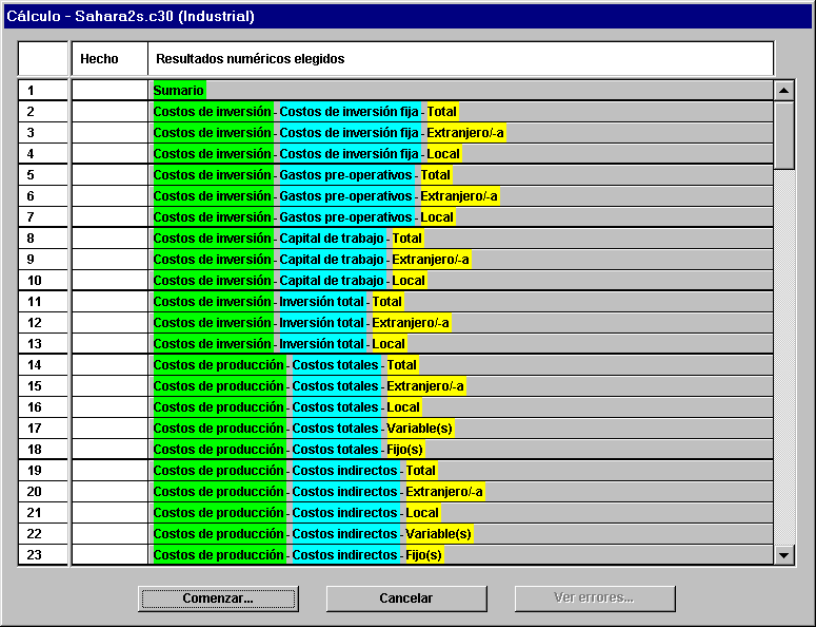 Cálculo - Sahara2s.c30 (Industrial)
Hecho Resultados numéricos elegidos
1 Sumario
2 Costos de inversión - Costos de inversión fija - Total
3 Costos de inversión - Costos de inversión fija - Extranjero/-a
4 Costos de inversión - Costos de inversión fija - Local
5 Costos de inversión - Gastos pre-operativos - Total
6 Costos de inversión - Gastos pre-operativos - Extranjero/-a
7 Costos de inversión - Gastos pre-operativos - Local
8 Costos de inversión - Capital de trabajo - Total
9 Costos de inversión - Capital de trabajo - Extranjero/-a
10 Costos de inversión - Capital de trabajo - Local
11 Costos de inversión - Inversión total - Total
12 Costos de inversión - Inversión total - Extranjero/-a
13 Costos de inversión - Inversión total - Local
14 Costos de producción - Costos totales - Total
15 Costos de producción - Costos totales - Extranjero/-a
16 Costos de producción - Costos totales - Local
17 Costos de producción - Costos totales - Variable(s)
18 Costos de producción - Costos totales - Fijo(s)
19 Costos de producción - Costos indirectos - Total
20 Costos de producción - Costos indirectos - Extranjero/-a
21 Costos de producción - Costos indirectos - Local
22 Costos de producción - Costos indirectos - Variable(s)
23 Costos de producción - Costos indirectos - Fijo(s)
Comenzar... Cancelar Ver errores...